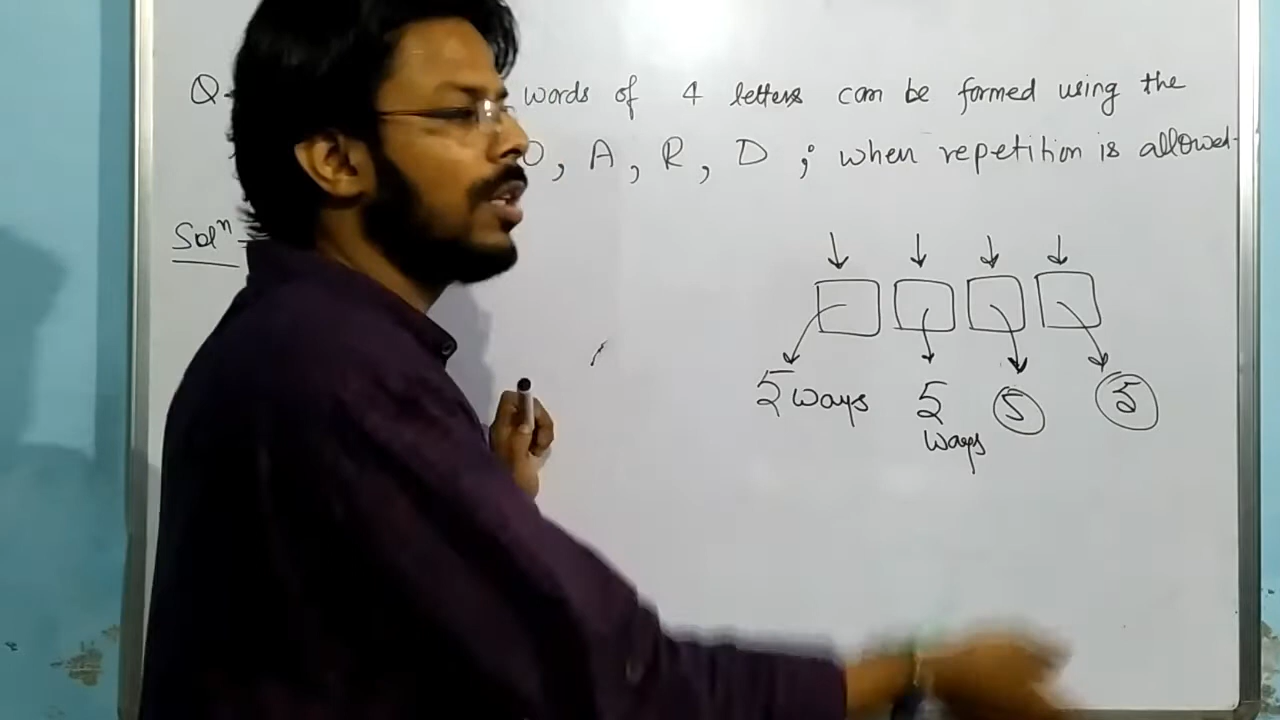 Q. words of 4 letters can be formed using the
O, A, R, D ; when repetition is allowed.
Solⁿ -
5 ways 5 5 5
ways